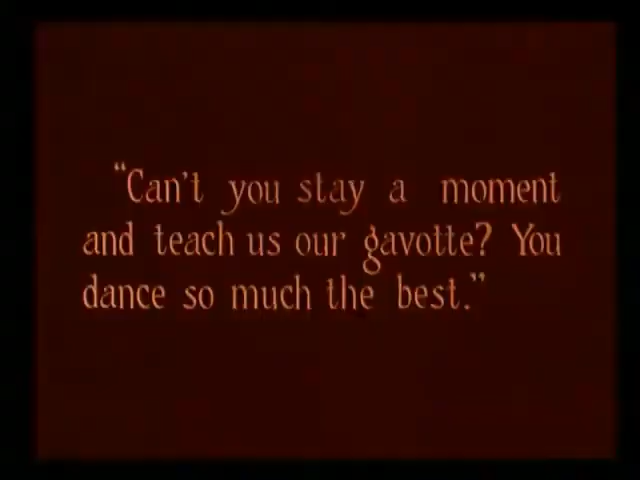 “Can't you stay a moment
and teach us our gavotte? You
dance so much the best.”